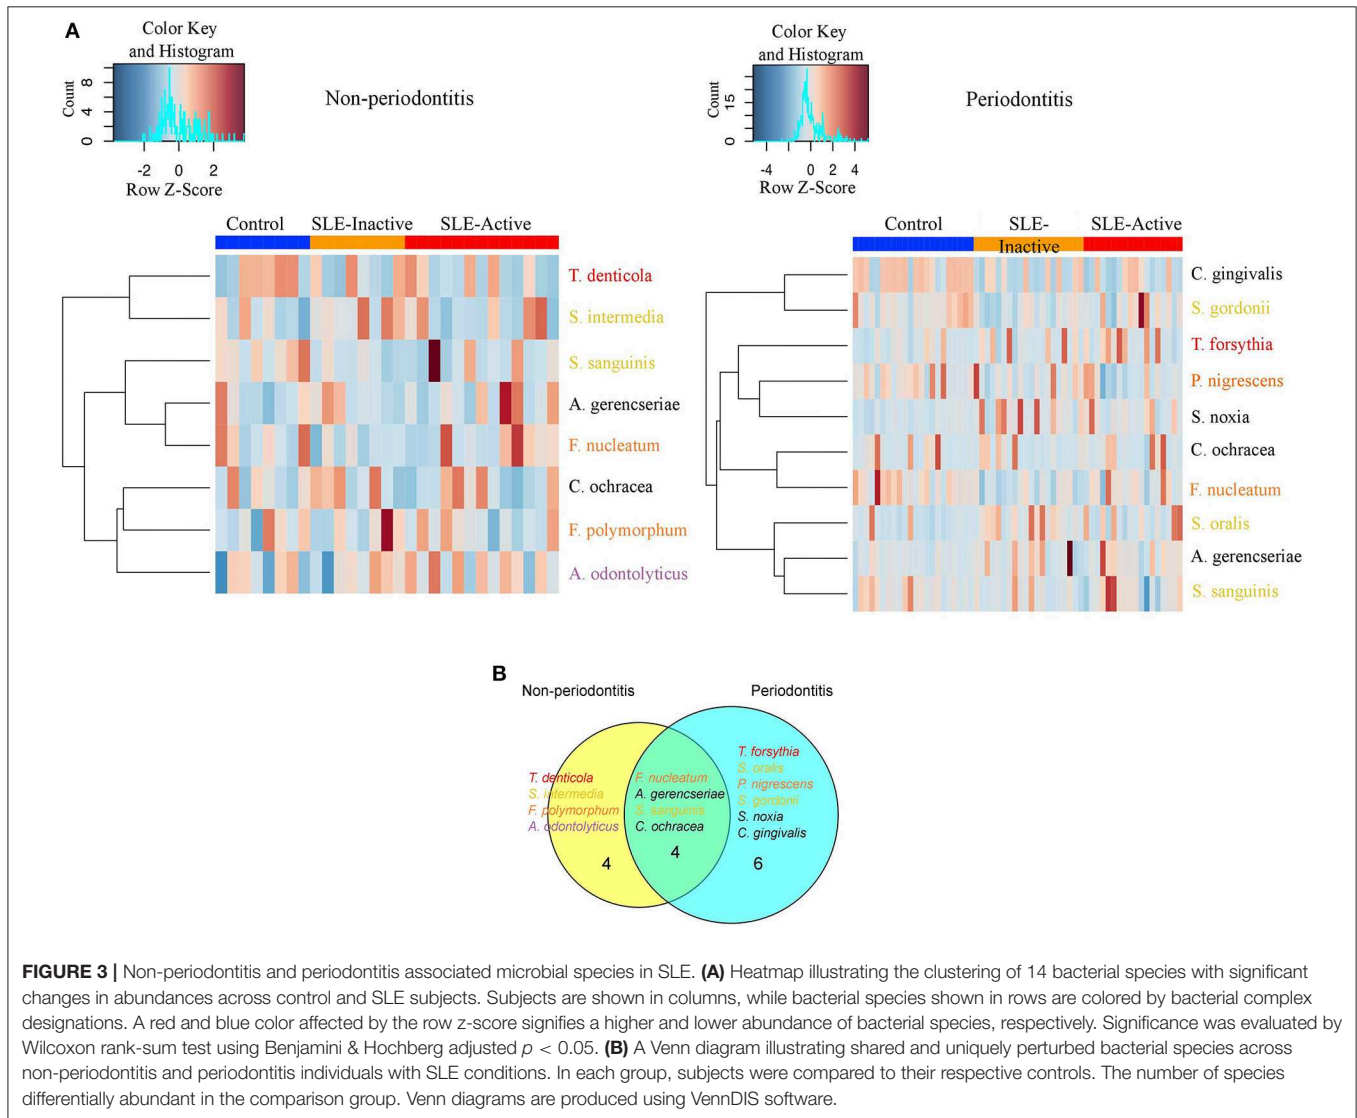 A
Color Key
and Histogram
Count
0 4 8
-2 0 2
Row Z-Score
Non-periodontitis
Control SLE-Inactive SLE-Active
T. denticola
S. intermedia
S. sanguinis
A. gerencseriae
F. nucleatum
C. ochracea
F. polymorphum
A. odontolyticus
Color Key
and Histogram
Count
0 15
-4 0 2 4
Row Z-Score
Periodontitis
Control SLE-Inactive SLE-Active
C. gingivalis
S. gordonii
T. forsythia
P. nigrescens
S. noxia
C. ochracea
F. nucleatum
S. oralis
A. gerencseriae
S. sanguinis
B
Non-periodontitis
Periodontitis
T. denticola
S. intermedia
F. polymorphum
A. odontolyticus
4
F. nucleatum
A. gerencseriae
S. sanguinis
C. ochracea
4
T. forsythia
S. oralis
P. nigrescens
S. gordonii
S. noxia
C. gingivalis
6
FIGURE 3 | Non-periodontitis and periodontitis associated microbial species in SLE. (A) Heatmap illustrating the clustering of 14 bacterial species with significant
changes in abundances across control and SLE subjects. Subjects are shown in columns, while bacterial species shown in rows are colored by bacterial complex
designations. A red and blue color affected by the row z-score signifies a higher and lower abundance of bacterial species, respectively. Significance was evaluated by
Wilcoxon rank-sum test using Benjamini & Hochberg adjusted p < 0.05. (B) A Venn diagram illustrating shared and uniquely perturbed bacterial species across
non-periodontitis and periodontitis individuals with SLE conditions. In each group, subjects were compared to their respective controls. The number of species
differentially abundant in the comparison group. Venn diagrams are produced using VennDIS software.